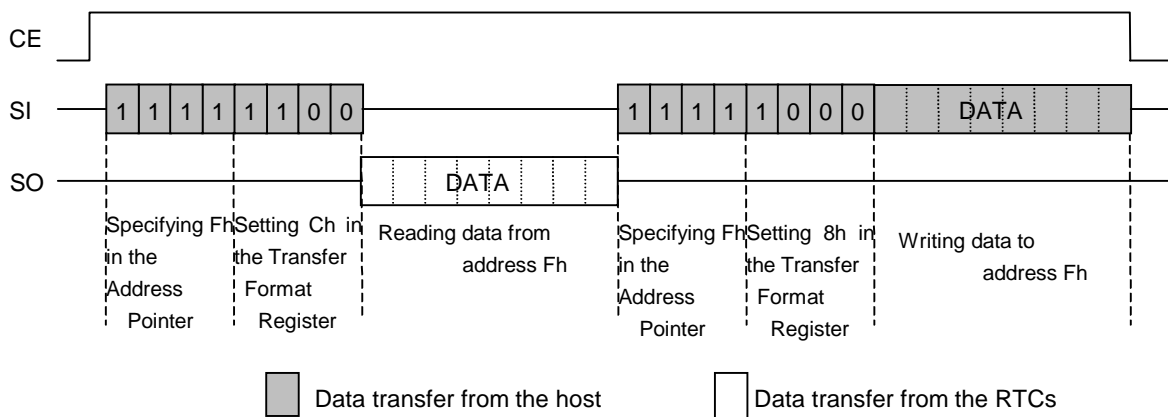 CE
SI 1 1 1 1 1 1 0 0 1 1 1 1 1 0 0 0 DATA
SO DATA
Specifying Fh
in the
Address
Pointer
Setting Ch in
the Transfer
Format
Register
Reading data from
address Fh
Specifying Fh
in the
Address
Pointer
Setting 8h in
the Transfer
Format
Register
Writing data to
address Fh
Data transfer from the host
Data transfer from the RTCs